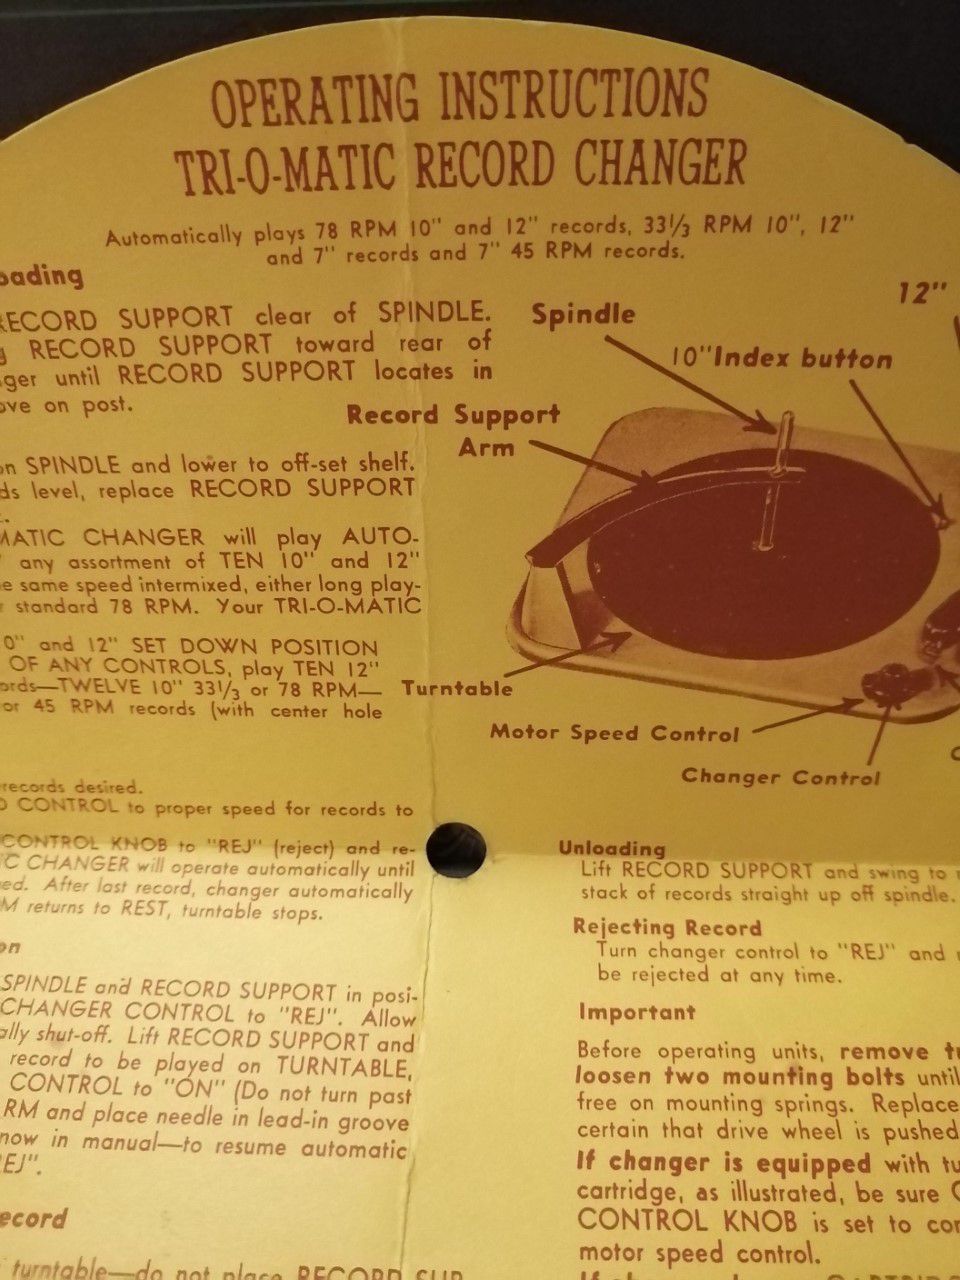 OPERATING INSTRUCTIONS
TRI-O-MATIC RECORD CHANGER
Automatically plays 78 RPM 10" and 12" records, 33⅓ RPM 10", 12"
and 7" records and 7" 45 RPM records.
oading
RECORD SUPPORT clear of SPINDLE.
g RECORD SUPPORT toward rear of
ger until RECORD SUPPORT locates in
ove on post.
on SPINDLE and lower to off-set shelf.
ds level, replace RECORD SUPPORT
MATIC CHANGER will play AUTO-
any assortment of TEN 10" and 12"
e same speed intermixed, either long play-
r standard 78 RPM. Your TRI-O-MATIC
0" and 12" SET DOWN POSITION
OF ANY CONTROLS, play TEN 12"
ords—TWELVE 10" 33⅓ or 78 RPM—
or 45 RPM records (with center hole
records desired.
D CONTROL to proper speed for records to
CONTROL KNOB to "REJ" (reject) and re-
IC CHANGER will operate automatically until
ed. After last record, changer automatically
RM returns to REST, turntable stops.
on
SPINDLE and RECORD SUPPORT in posi-
CHANGER CONTROL to "REJ". Allow
ally shut-off. Lift RECORD SUPPORT and
record to be played on TURNTABLE,
CONTROL to "ON" (Do not turn past
RM and place needle in lead-in groove
now in manual—to resume automatic
REJ".
ecord
turntable—do not place RECORD SUP
12"
Spindle
10" Index button
Record Support
Arm
Turntable
Motor Speed Control
Changer Control
Unloading
Lift RECORD SUPPORT and swing to
stack of records straight up off spindle.
Rejecting Record
Turn changer control to "REJ" and
be rejected at any time.
Important
Before operating units, remove
loosen two mounting bolts until
free on mounting springs. Replace
certain that drive wheel is pushed
If changer is equipped with tu
cartridge, as illustrated, be sure
CONTROL KNOB is set to cor
motor speed control.